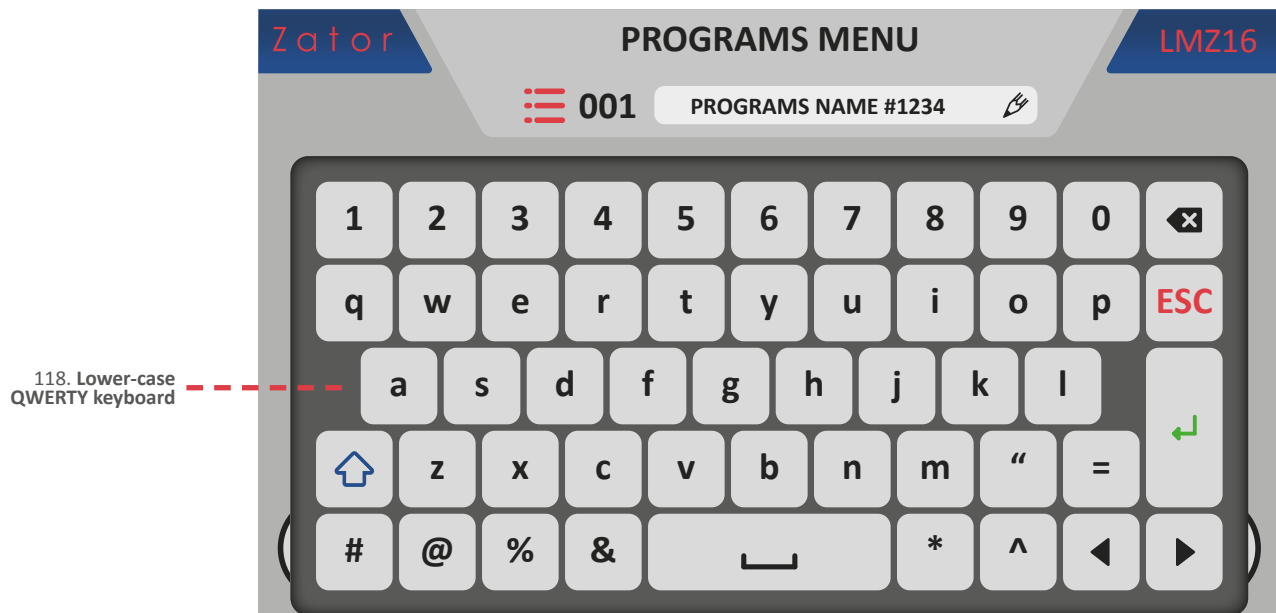 Zator PROGRAMS MENU LMZ16
001 PROGRAMS NAME #1234
1 2 3 4 5 6 7 8 9 0
q w e r t y u i o p ESC
118. Lower-case
QWERTY keyboard
a s d f g h j k l
z x c v b n m “ =
# @ % & * ^